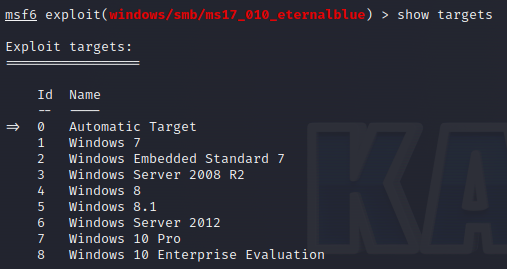 msf6 exploit(windows/smb/ms17_010_eternalblue) > show targets
Exploit targets:
=================
Id  Name
--  ----
=>  0  Automatic Target
1  Windows 7
2  Windows Embedded Standard 7
3  Windows Server 2008 R2
4  Windows 8
5  Windows 8.1
6  Windows Server 2012
7  Windows 10 Pro
8  Windows 10 Enterprise Evaluation
KA